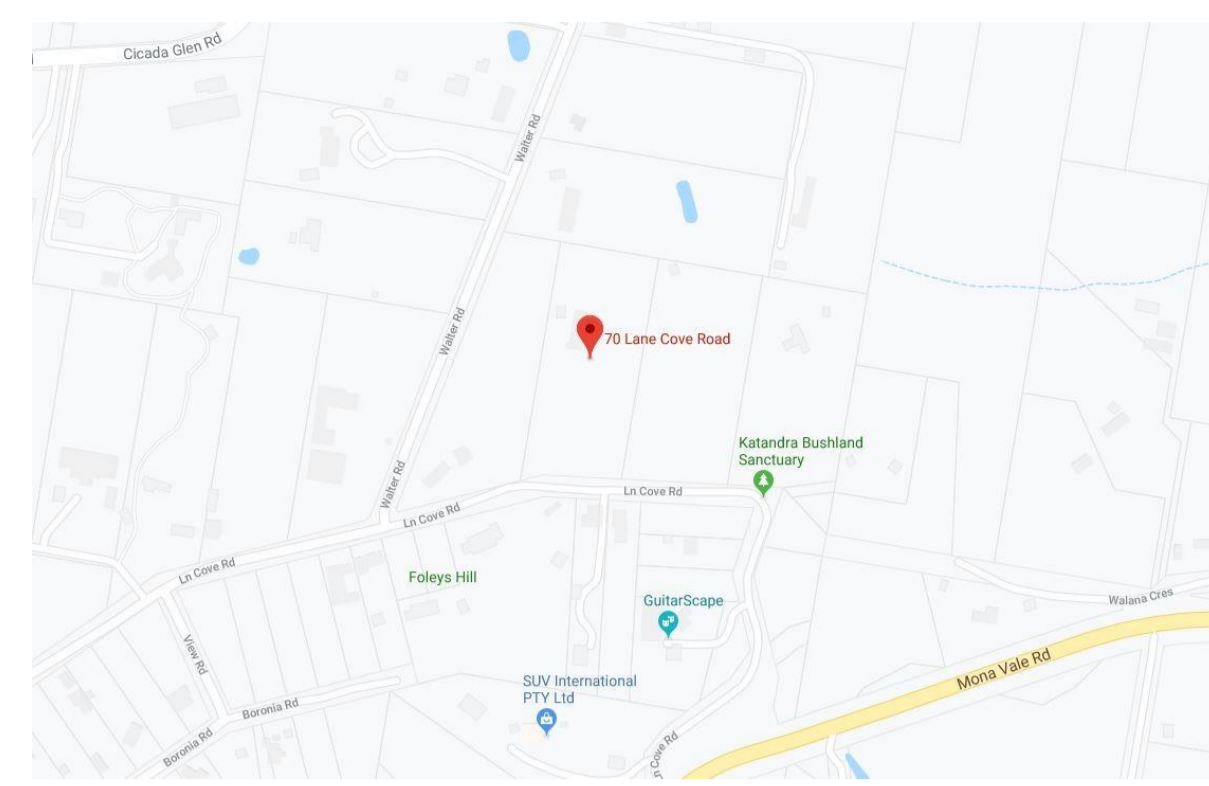 Cicada Glen Rd
Walter Rd
Walter Rd
70 Lane Cove Road
Katandra Bushland
Sanctuary
Walter Rd
Ln Cove Rd
Ln Cove Rd
Ln Cove Rd
Foleys Hill
GuitarScape
Walana Cres
View Rd
Mona Vale Rd
SUV International
PTY Ltd
Boronia Rd
Boronia Rd
Ln Cove Rd